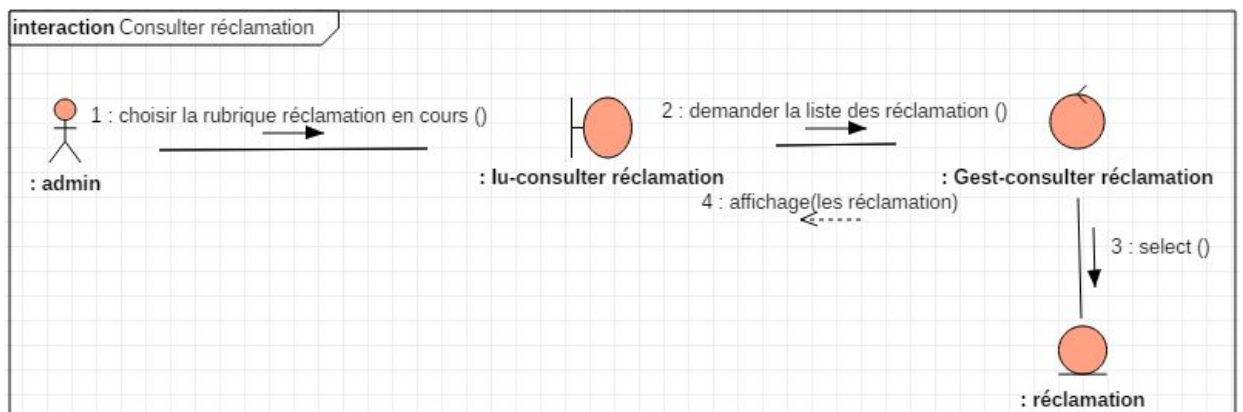 interaction Consulter réclamation
1 : choisir la rubrique réclamation en cours ()
2 : demander la liste des réclamation ()
: admin
: Iu-consulter réclamation
: Gest-consulter réclamation
4 : affichage(les réclamation)
3 : select ()
: réclamation